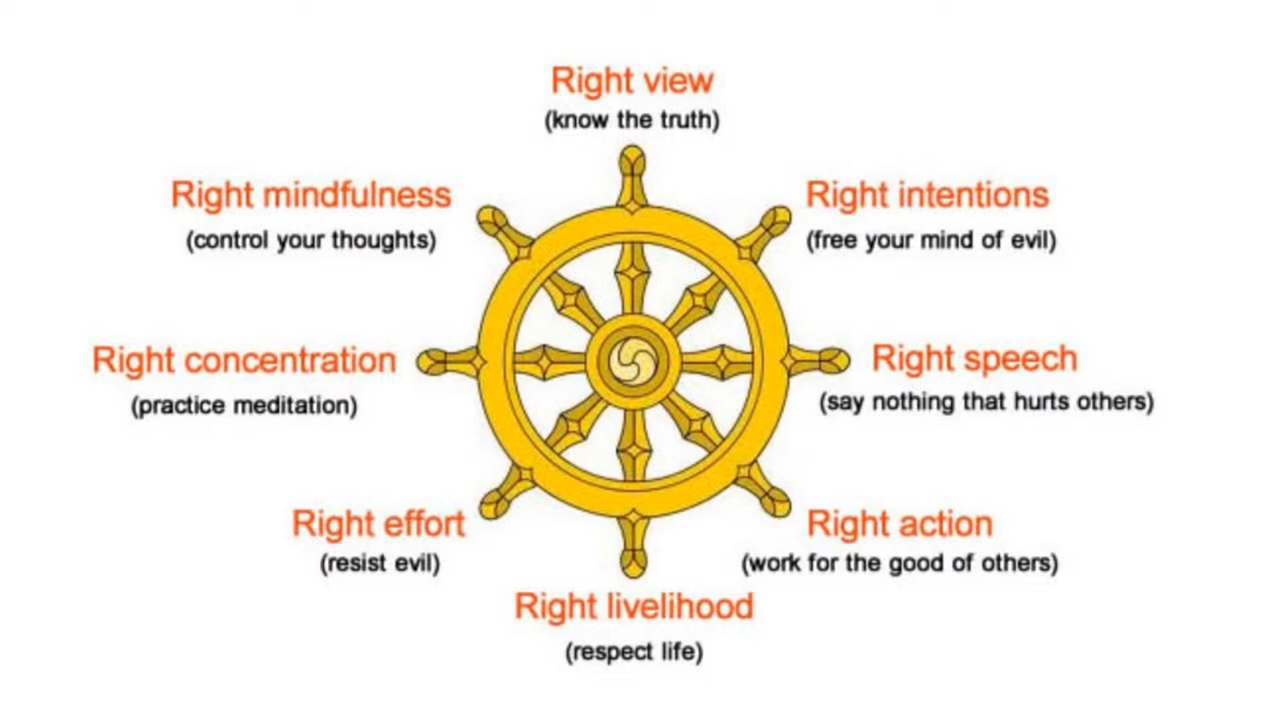 Right view
(know the truth)
Right mindfulness
(control your thoughts)
Right intentions
(free your mind of evil)
Right concentration
(practice meditation)
Right speech
(say nothing that hurts others)
Right effort
(resist evil)
Right action
(work for the good of others)
Right livelihood
(respect life)